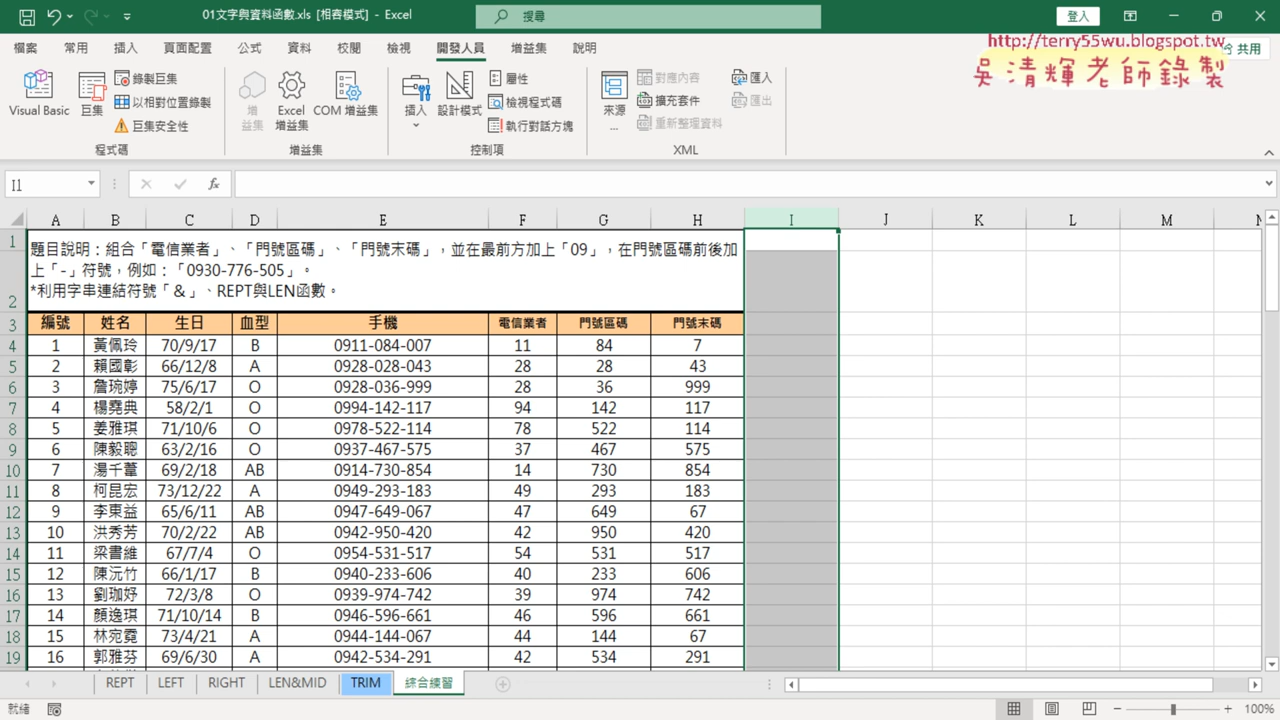 01文字與資料函數.xls [相容模式] - Excel
搜尋
登入
檔案 常用 插入 頁面配置 公式 資料 校閱 檢視 開發人員 增益集 說明
共用
http://terry55wu.blogspot.tw
吳清輝老師錄製
Visual Basic
巨集
錄製巨集
以相對位置錄製
巨集安全性
程式碼
增益集
Excel 增益集
COM 增益集
增益集
插入
設計模式
屬性
檢視程式碼
執行對話方塊
控制項
來源
...
對應內容
擴充套件
重新整理資料
匯入
匯出
XML
I1
fx
A B C D E F G H I J K L M N
1 題目說明：組合「電信業者」、「門號區碼」、「門號末碼」，並在最前方加上「09」，在門號區碼前後加
上「-」符號，例如：「0930-776-505」。
2 *利用字串連結符號「&」、REPT與LEN函數。
3 編號 姓名 生日 血型 手機 電信業者 門號區碼 門號末碼
4 1 黃佩玲 70/9/17 B 0911-084-007 11 84 7
5 2 賴國彰 66/12/8 A 0928-028-043 28 28 43
6 3 詹琬婷 75/6/17 O 0928-036-999 28 36 999
7 4 楊堯典 58/2/1 O 0994-142-117 94 142 117
8 5 姜雅琪 71/10/6 O 0978-522-114 78 522 114
9 6 陳毅聰 63/2/16 O 0937-467-575 37 467 575
10 7 湯千葦 69/2/18 AB 0914-730-854 14 730 854
11 8 柯昆宏 73/12/22 A 0949-293-183 49 293 183
12 9 李東益 65/6/11 AB 0947-649-067 47 649 67
13 10 洪秀芳 70/2/22 AB 0942-950-420 42 950 420
14 11 梁書維 67/7/4 O 0954-531-517 54 531 517
15 12 陳沅竹 66/1/17 B 0940-233-606 40 233 606
16 13 劉珈妤 72/3/8 O 0939-974-742 39 974 742
17 14 顏逸琪 71/10/14 B 0946-596-661 46 596 661
18 15 林宛霓 73/4/21 A 0944-144-067 44 144 67
19 16 郭雅芬 69/6/30 A 0942-534-291 42 534 291
REPT LEFT RIGHT LEN&MID TRIM 綜合練習
就緒
100%